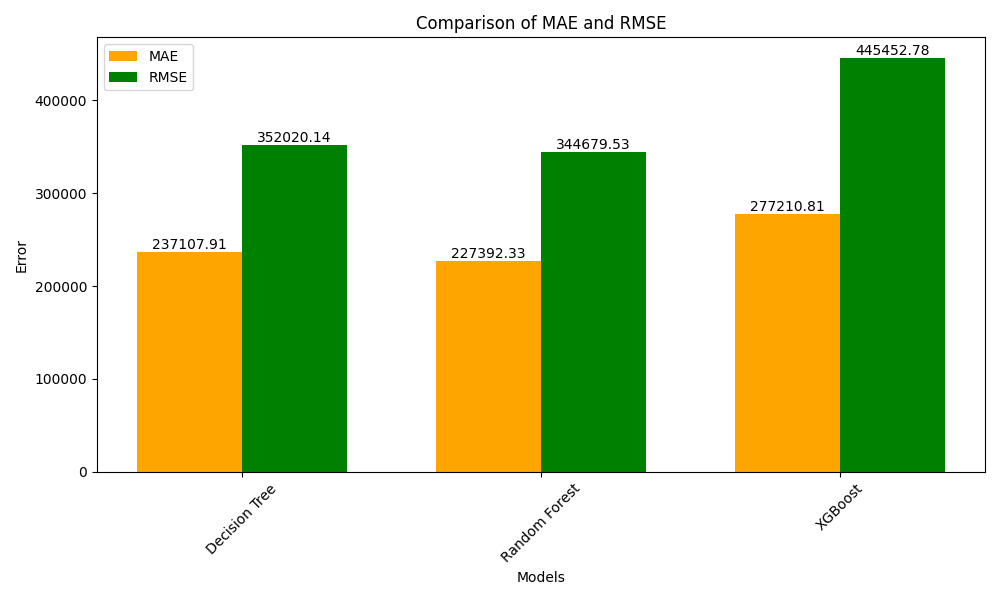 Comparison of MAE and RMSE
MAE
RMSE
445452.78
352020.14
344679.53
277210.81
237107.91
227392.33
400000
300000
200000
100000
0
Error
Decision Tree
Random Forest
XGBoost
Models